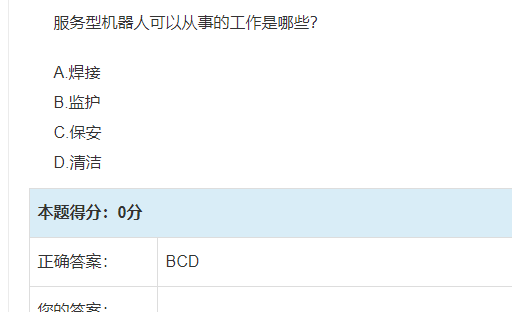 服务型机器人可以从事的工作是哪些?
A.焊接
B.监护
C.保安
D.清洁
本题得分：0分
正确答案： BCD
您的答案：